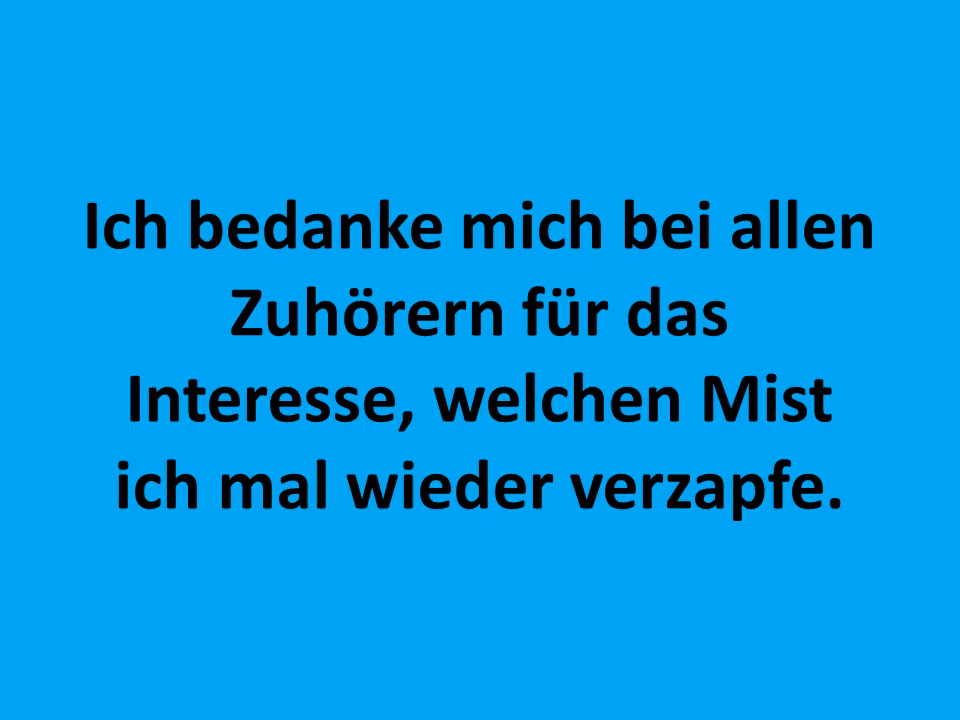 Ich bedanke mich bei allen
Zuhörern für das
Interesse, welchen Mist
ich mal wieder verzapfe.